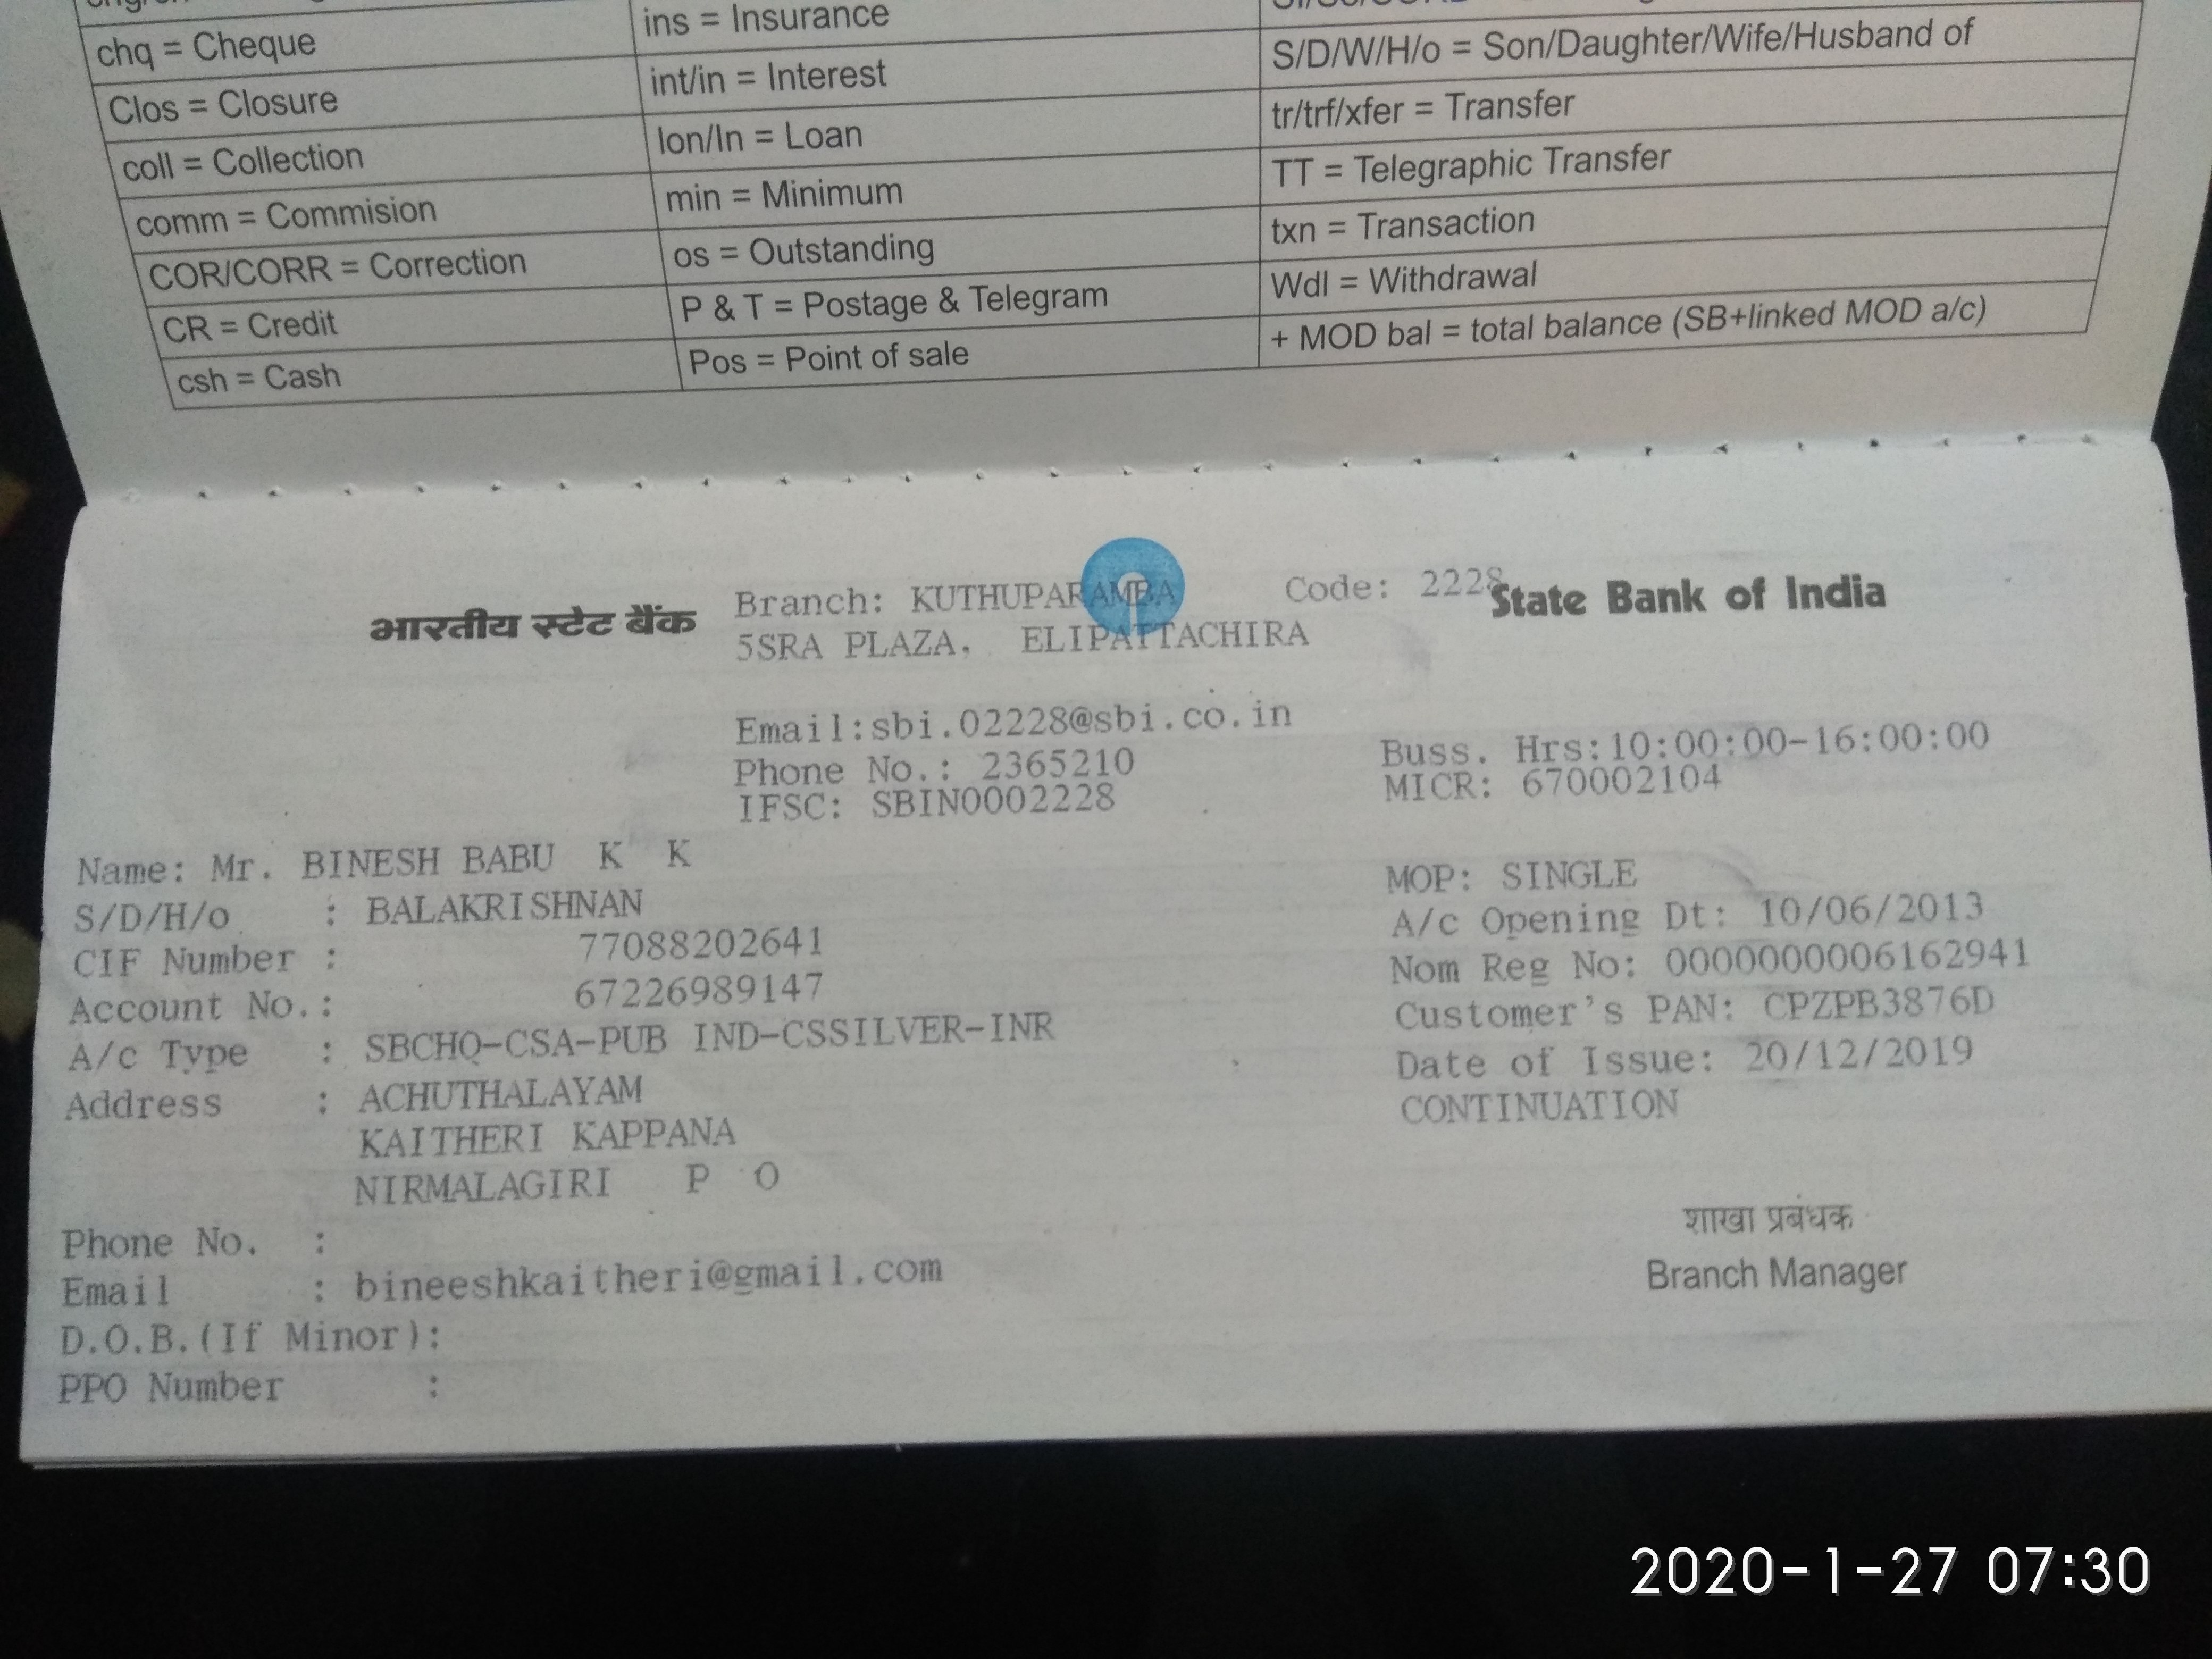 chq = Cheque
ins = Insurance
S/D/W/H/o = Son/Daughter/Wife/Husband of
Clos = Closure
int/in = Interest
tr/trf/xfer = Transfer
coll = Collection
lon/ln = Loan
TT = Telegraphic Transfer
comm = Commision
min = Minimum
txn = Transaction
COR/CORR = Correction
os = Outstanding
Wdl = Withdrawal
CR = Credit
P & T = Postage & Telegram
+ MOD bal = total balance (SB+linked MOD a/c)
csh = Cash
Pos = Point of sale
भारतीय स्टेट बैंक
Branch: KUTHUPARAMBA Code: 2228
State Bank of India
5SRA PLAZA, ELIPATTACHIRA
Email:sbi.02228@sbi.co.in
Phone No.: 2365210
Buss. Hrs:10:00:00-16:00:00
IFSC: SBIN0002228
MICR: 670002104
Name: Mr. BINESH BABU K K
MOP: SINGLE
S/D/H/o : BALAKRISHNAN
A/c Opening Dt: 10/06/2013
CIF Number : 77088202641
Nom Reg No: 0000000006162941
Account No.: 67226989147
Customer's PAN: CPZPB3876D
A/c Type : SBCHQ-CSA-PUB IND-CSSILVER-INR
Date of Issue: 20/12/2019
Address : ACHUTHALAYAM
CONTINUATION
KAITHERI KAPPANA
NIRMALAGIRI P O
Phone No. :
शाखा प्रबंधक
Email : bineeshkaitheri@gmail.com
Branch Manager
D.O.B.(If Minor):
PPO Number :
2020-1-27 07:30